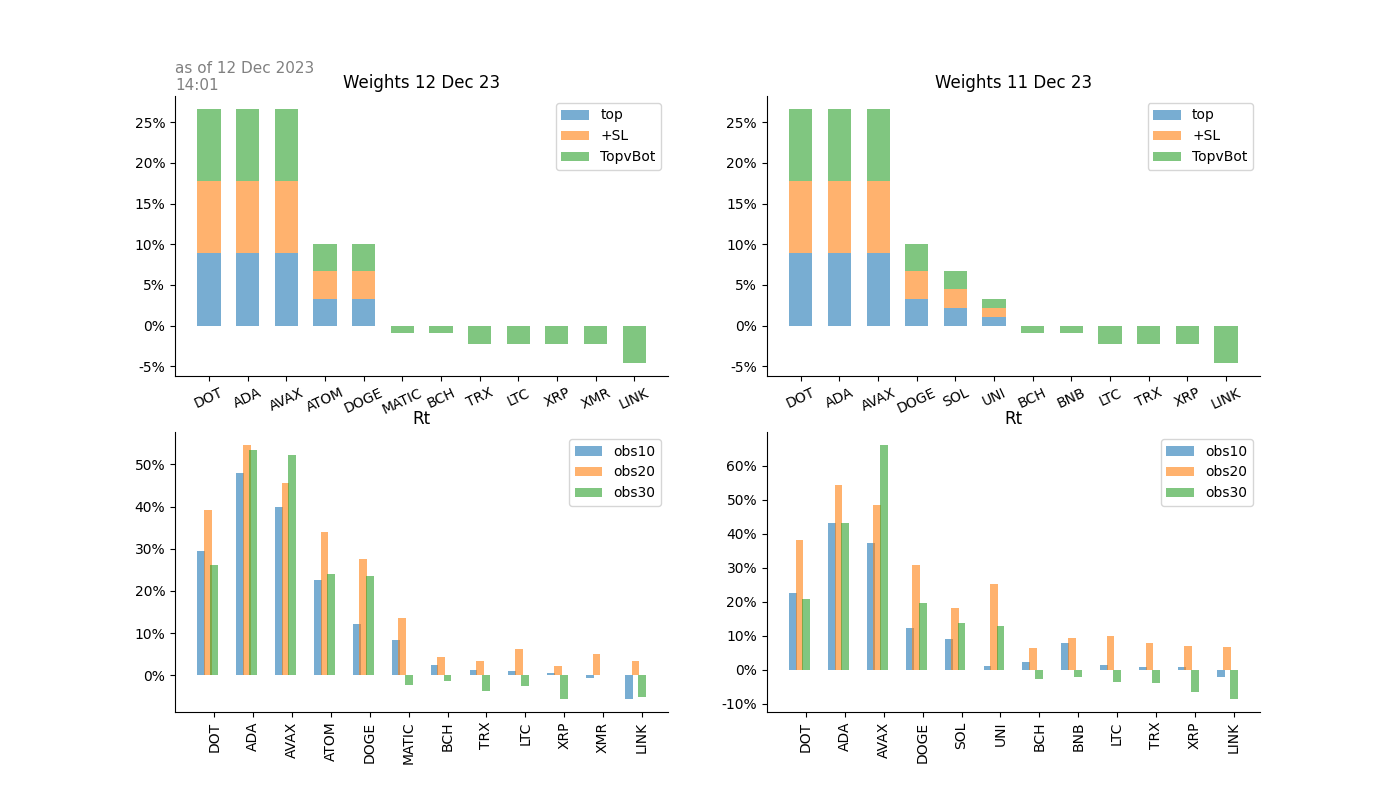 as of 12 Dec 2023
14:01
Weights 12 Dec 23
25%
20%
15%
10%
5%
0%
-5%
top
+SL
TopvBot
DOT ADA AVAX ATOM DOGE MATIC BCH TRX LTC XRP XMR LINK
Weights 11 Dec 23
25%
20%
15%
10%
5%
0%
-5%
top
+SL
TopvBot
DOT ADA AVAX DOGE SOL UNI BCH BNB LTC TRX XRP LINK
Rt
50%
40%
30%
20%
10%
0%
obs10
obs20
obs30
DOT ADA AVAX ATOM DOGE MATIC BCH TRX LTC XRP XMR LINK
Rt
60%
50%
40%
30%
20%
10%
0%
-10%
obs10
obs20
obs30
DOT ADA AVAX DOGE SOL UNI BCH BNB LTC TRX XRP LINK